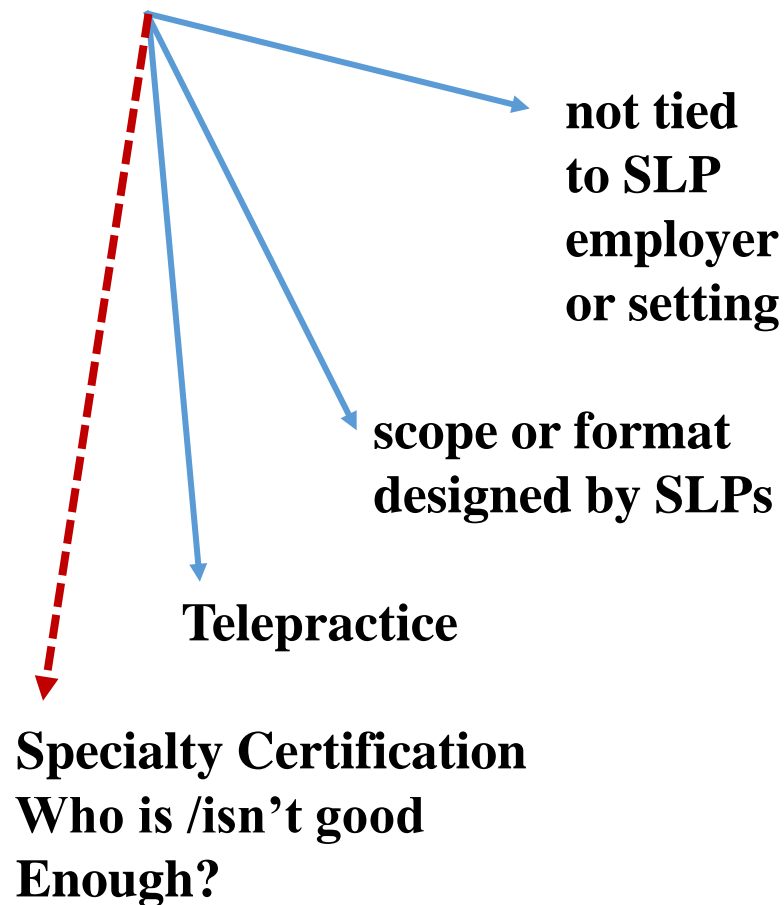 not tied
to SLP
employer
or setting
scope or format
designed by SLPs
Telepractice
Specialty Certification
Who is /isn’t good
Enough?